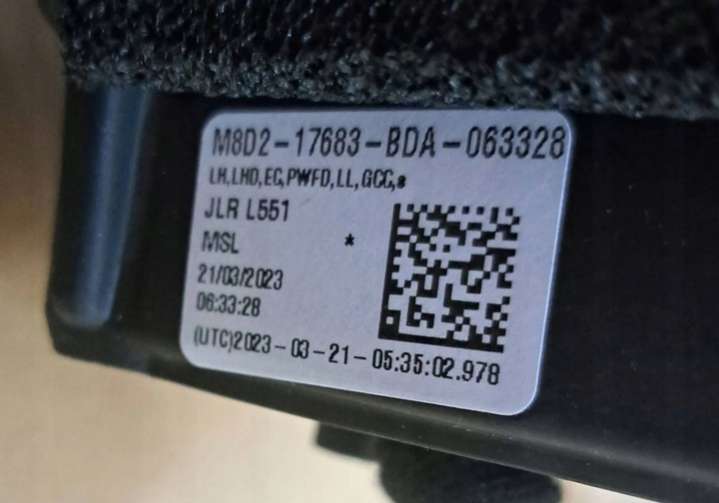 M8D2-17683-BDA-063328
LH,LHD,EC,PWFD,LL,GCC,8
JLR L551
MSL *
21/03/2023
06:33:28
(UTC)2023-03-21-05:35:02.978